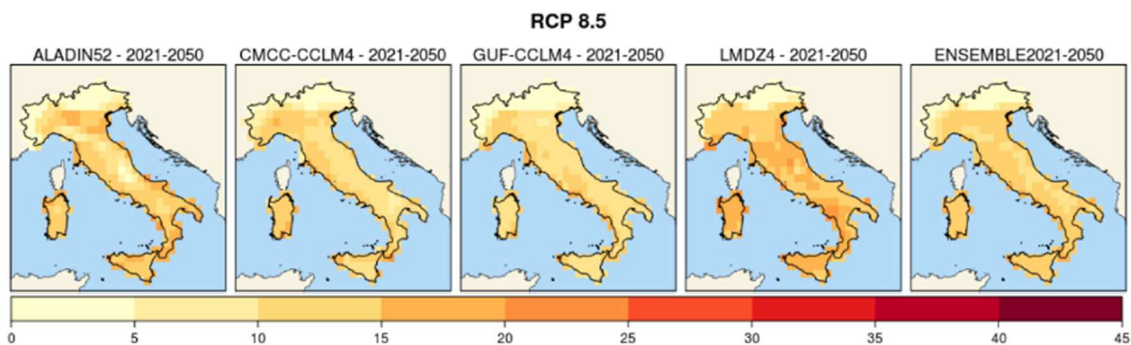 RCP 8.5
ALADIN52 - 2021-2050 CMCC-CCLM4 - 2021-2050 GUF-CCLM4 - 2021-2050 LMDZ4 - 2021-2050 ENSEMBLE2021-2050
0 5 10 15 20 25 30 35 40 45